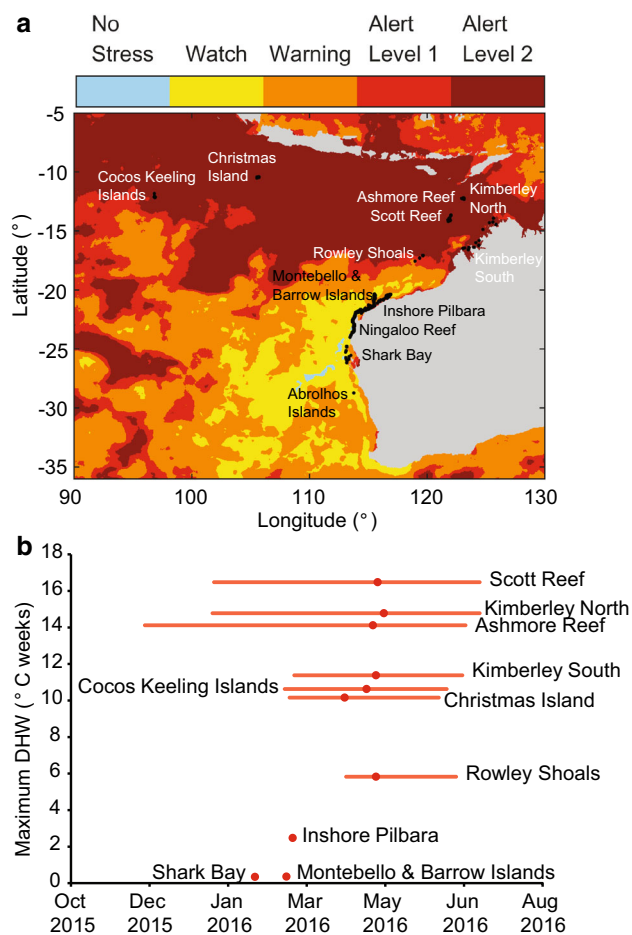 a
No Stress
Watch
Warning
Alert Level 1
Alert Level 2
Latitude (°)
-5
-10
-15
-20
-25
-30
-35
Cocos Keeling Islands
Christmas Island
Ashmore Reef
Scott Reef
Kimberley North
Rowley Shoals
Kimberley South
Montebello & Barrow Islands
Inshore Pilbara
Ningaloo Reef
Shark Bay
Abrolhos Islands
90
100
110
120
130
Longitude (°)
b
Maximum DHW (° C weeks)
18
16
14
12
10
8
6
4
2
0
Scott Reef
Kimberley North
Ashmore Reef
Kimberley South
Cocos Keeling Islands
Christmas Island
Rowley Shoals
Inshore Pilbara
Shark Bay
Montebello & Barrow Islands
Oct 2015
Dec 2015
Jan 2016
Mar 2016
May 2016
Jun 2016
Aug 2016